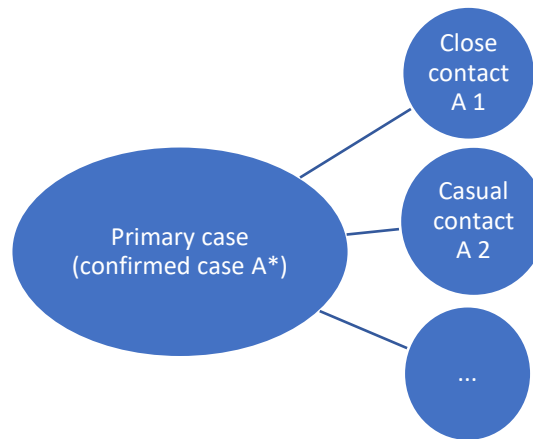 Close
contact
A 1
Primary case
(confirmed case A*)
Casual
contact
A 2
...